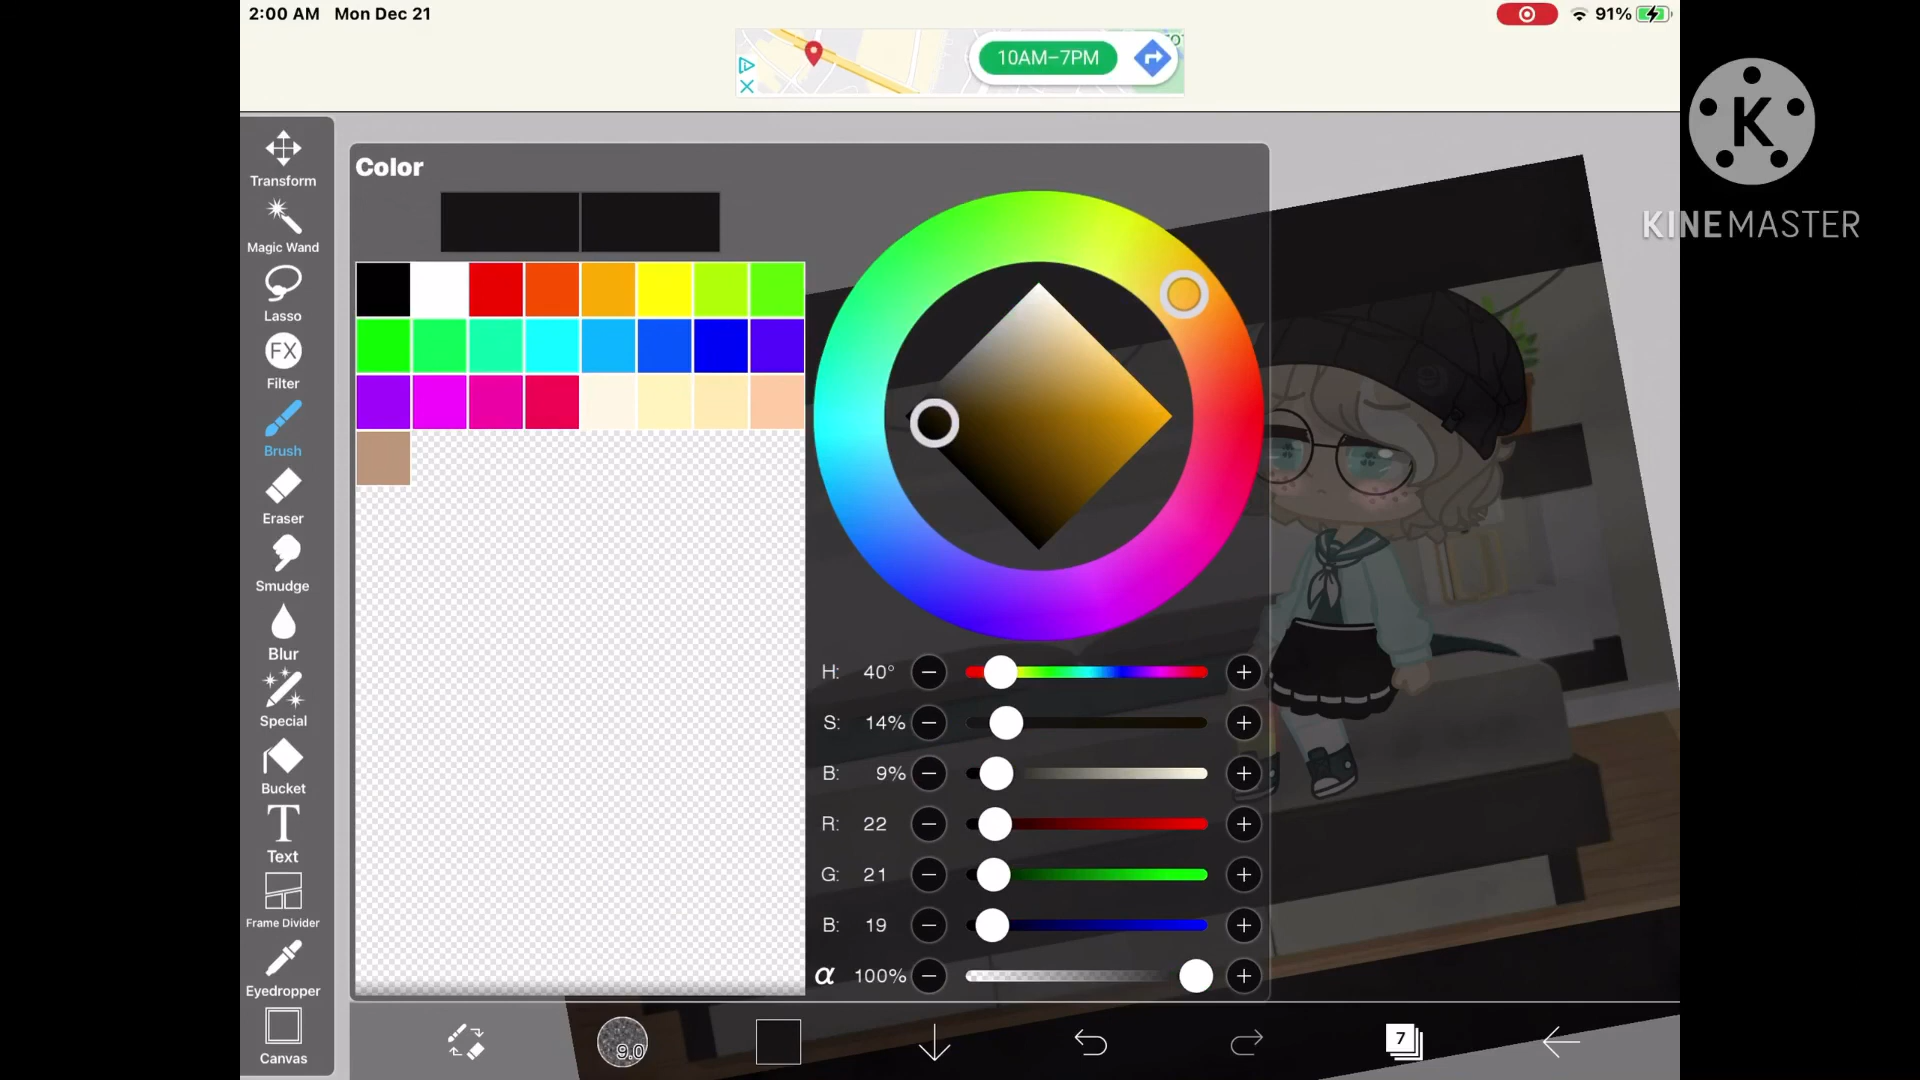 2:00 AM Mon Dec 21
91%
10AM–7PM
K
KINEMASTER
Transform
Magic Wand
Lasso
FX
Filter
Brush
Eraser
Smudge
Blur
Special
Bucket
T
Text
Frame Divider
Eyedropper
Canvas
Color
H: 40°
S: 14%
B: 9%
R: 22
G: 21
B: 19
α 100%
9.0
7